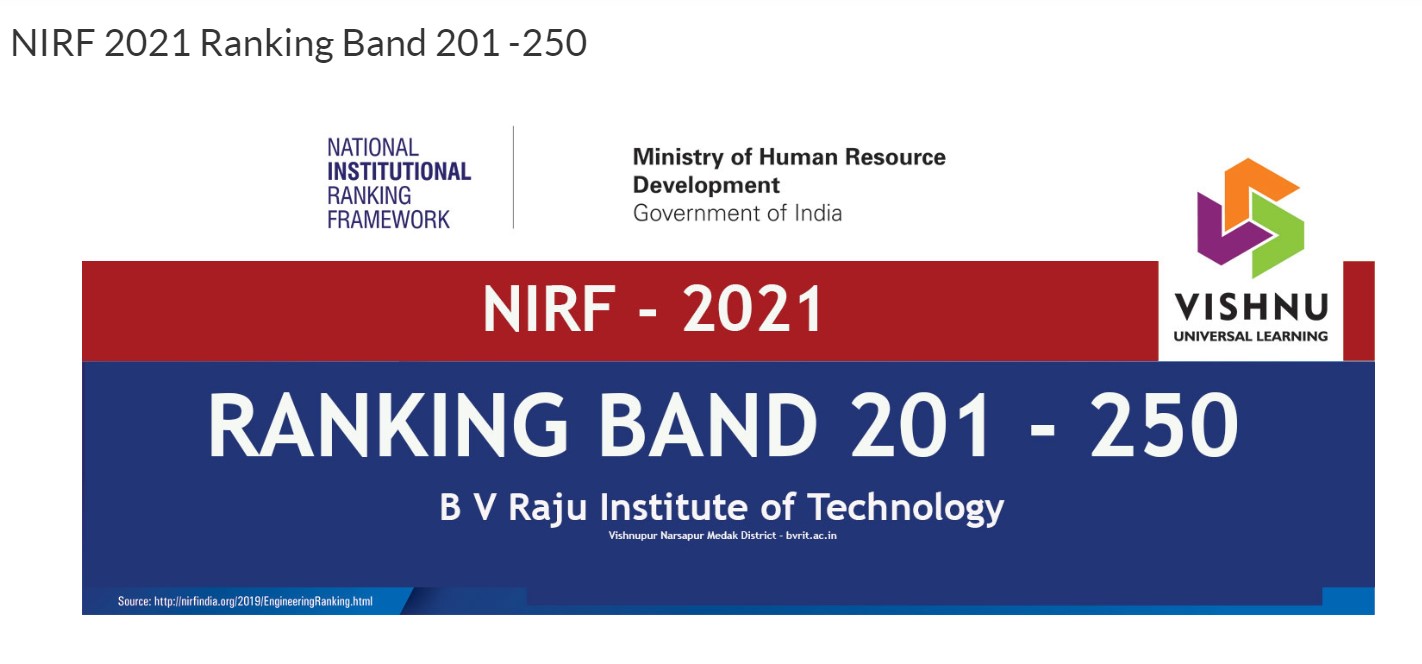 NIRF 2021 Ranking Band 201 -250
NATIONAL
INSTITUTIONAL
RANKING
FRAMEWORK
Ministry of Human Resource
Development
Government of India
NIRF - 2021
VISHNU
UNIVERSAL LEARNING
RANKING BAND 201 - 250
B V Raju Institute of Technology
Vishnupur Narsapur Medak District - bvrit.ac.in
Source: http://nirfindia.org/2019/EngineeringRanking.html